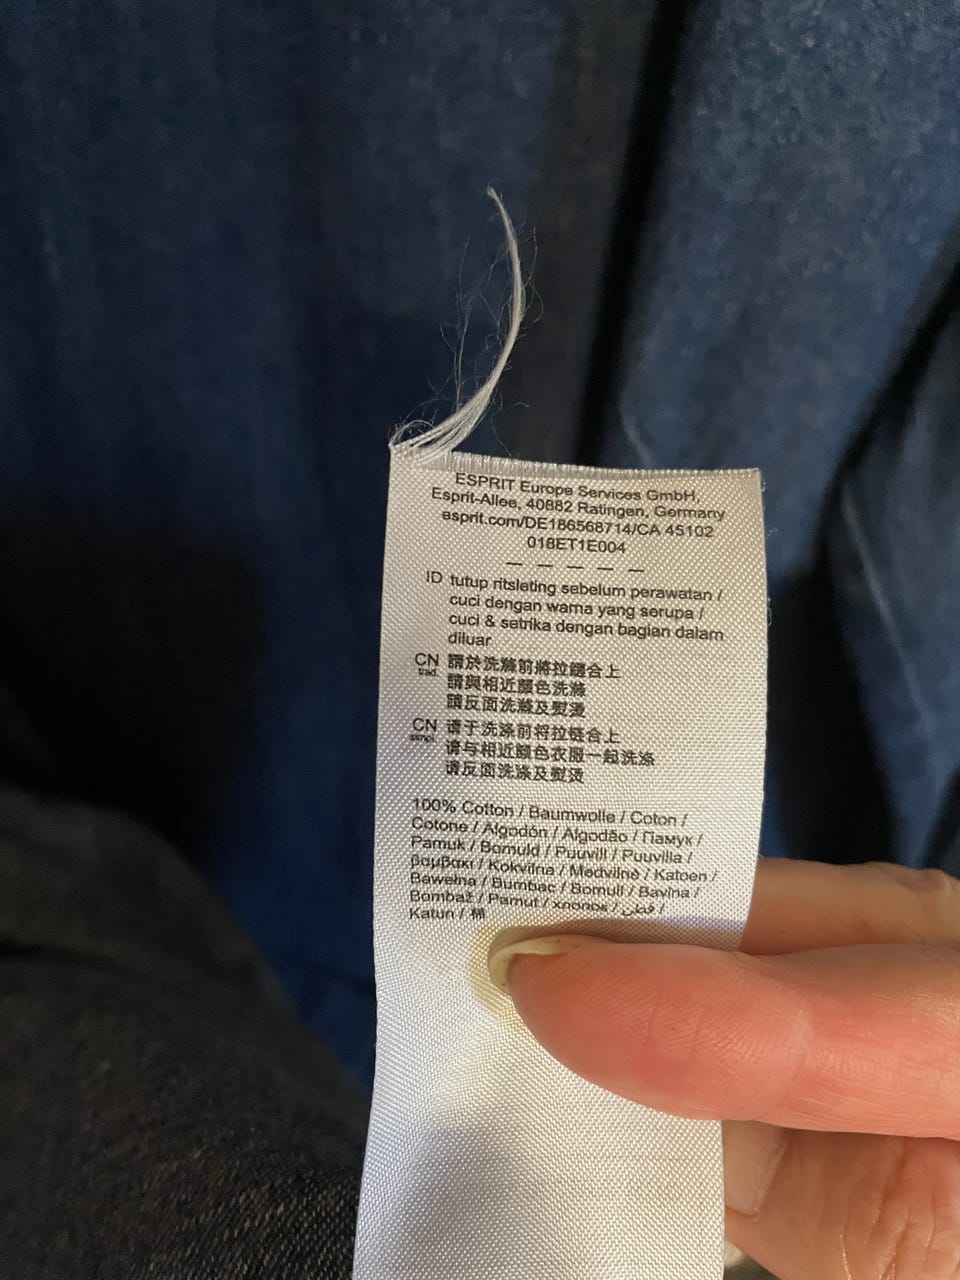 ESPRIT Europe Services GmbH,
Esprit-Allee, 40882 Ratingen, Germany
esprit.com/DE186568714/CA 45102
018ET1E004
— — — — —
ID tutup ritsleting sebelum perawatan /
cuci dengan warna yang serupa /
cuci & setrika dengan bagian dalam
diluar
CN trad. 請於洗滌前將拉鏈合上
請與相近顏色洗滌
請反面洗滌及熨燙
CN simpl. 请于洗涤前将拉链合上
请与相近颜色衣服一起洗涤
请反面洗涤及熨烫
100% Cotton / Baumwolle / Coton /
Cotone / Algodón / Algodão / Памук /
Pamuk / Bomuld / Puuvill / Puuvilla /
βαμβακι / Kokvilna / Medvilnė / Katoen /
Bawełna / Bumbac / Bomull / Bavlna /
Bombaž / Pamut / хлопок / قطن /
Katun / 棉